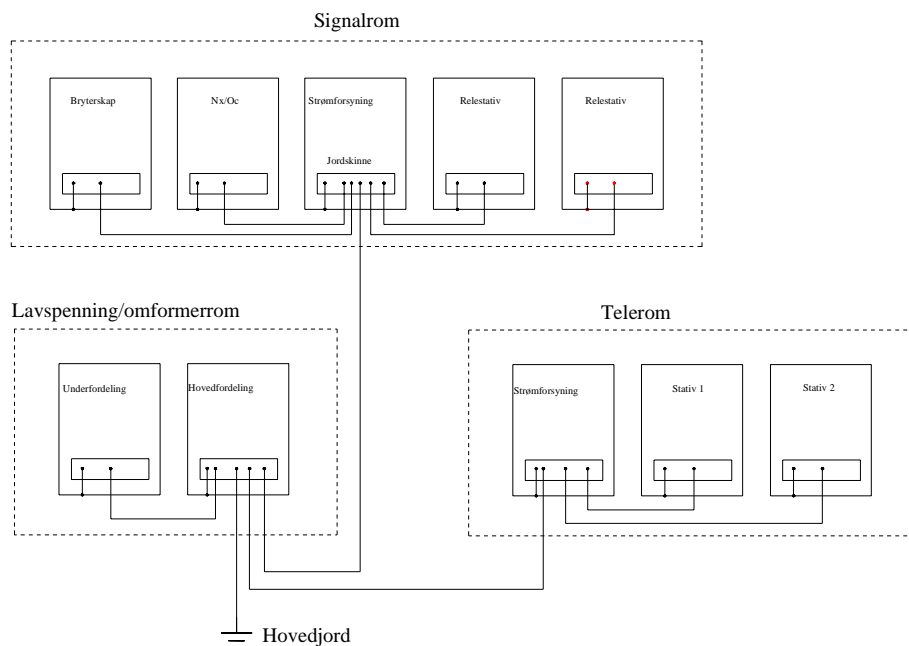 Signalrom
Bryterskap
Nx/Oc
Strømforsyning
Relestativ
Relestativ
Jordskinne
Lavspenning/omformerrom
Telerom
Underfordeling
Hovedfordeling
Strømforsyning
Stativ 1
Stativ 2
Hovedjord